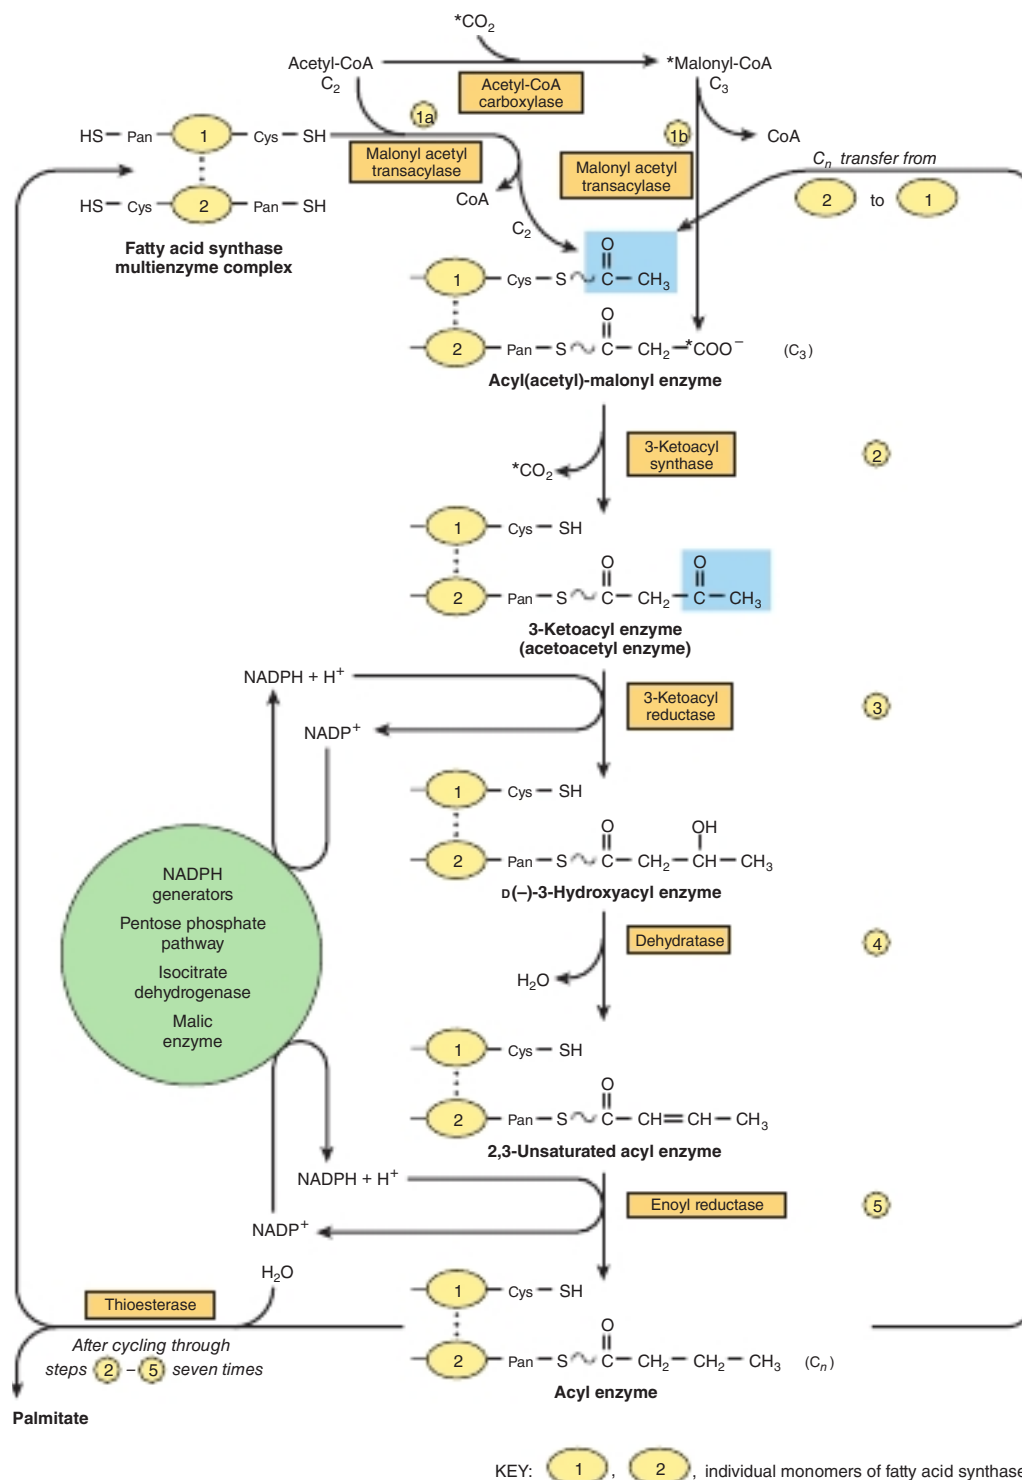 *CO2
Acetyl-CoA
C2
*Malonyl-CoA
C3
Acetyl-CoA
carboxylase
1a
1b
CoA
HS Pan 1 Cys SH
Malonyl acetyl
transacylase
Malonyl acetyl
transacylase
Cn transfer from
2 to 1
HS Cys 2 Pan SH
CoA
C2
Fatty acid synthase
multienzyme complex
O
1 Cys S C CH3
O
2 Pan S C CH2 *COO− (C3)
Acyl(acetyl)-malonyl enzyme
3-Ketoacyl
synthase
2
*CO2
1 Cys SH
O O
2 Pan S C CH2 C CH3
3-Ketoacyl enzyme
(acetoacetyl enzyme)
NADPH + H+
3-Ketoacyl
reductase
3
NADP+
1 Cys SH
O OH
2 Pan S C CH2 CH CH3
D(−)-3-Hydroxyacyl enzyme
NADPH
generators
Pentose phosphate
pathway
Isocitrate
dehydrogenase
Malic
enzyme
Dehydratase
4
H2O
1 Cys SH
O
2 Pan S C CH=CH CH3
2,3-Unsaturated acyl enzyme
NADPH + H+
Enoyl reductase
5
NADP+
H2O
1 Cys SH
Thioesterase
After cycling through
steps 2 – 5 seven times
O
2 Pan S C CH2 CH2 CH3 (Cn)
Acyl enzyme
Palmitate
KEY: 1, 2, individual monomers of fatty acid synthase